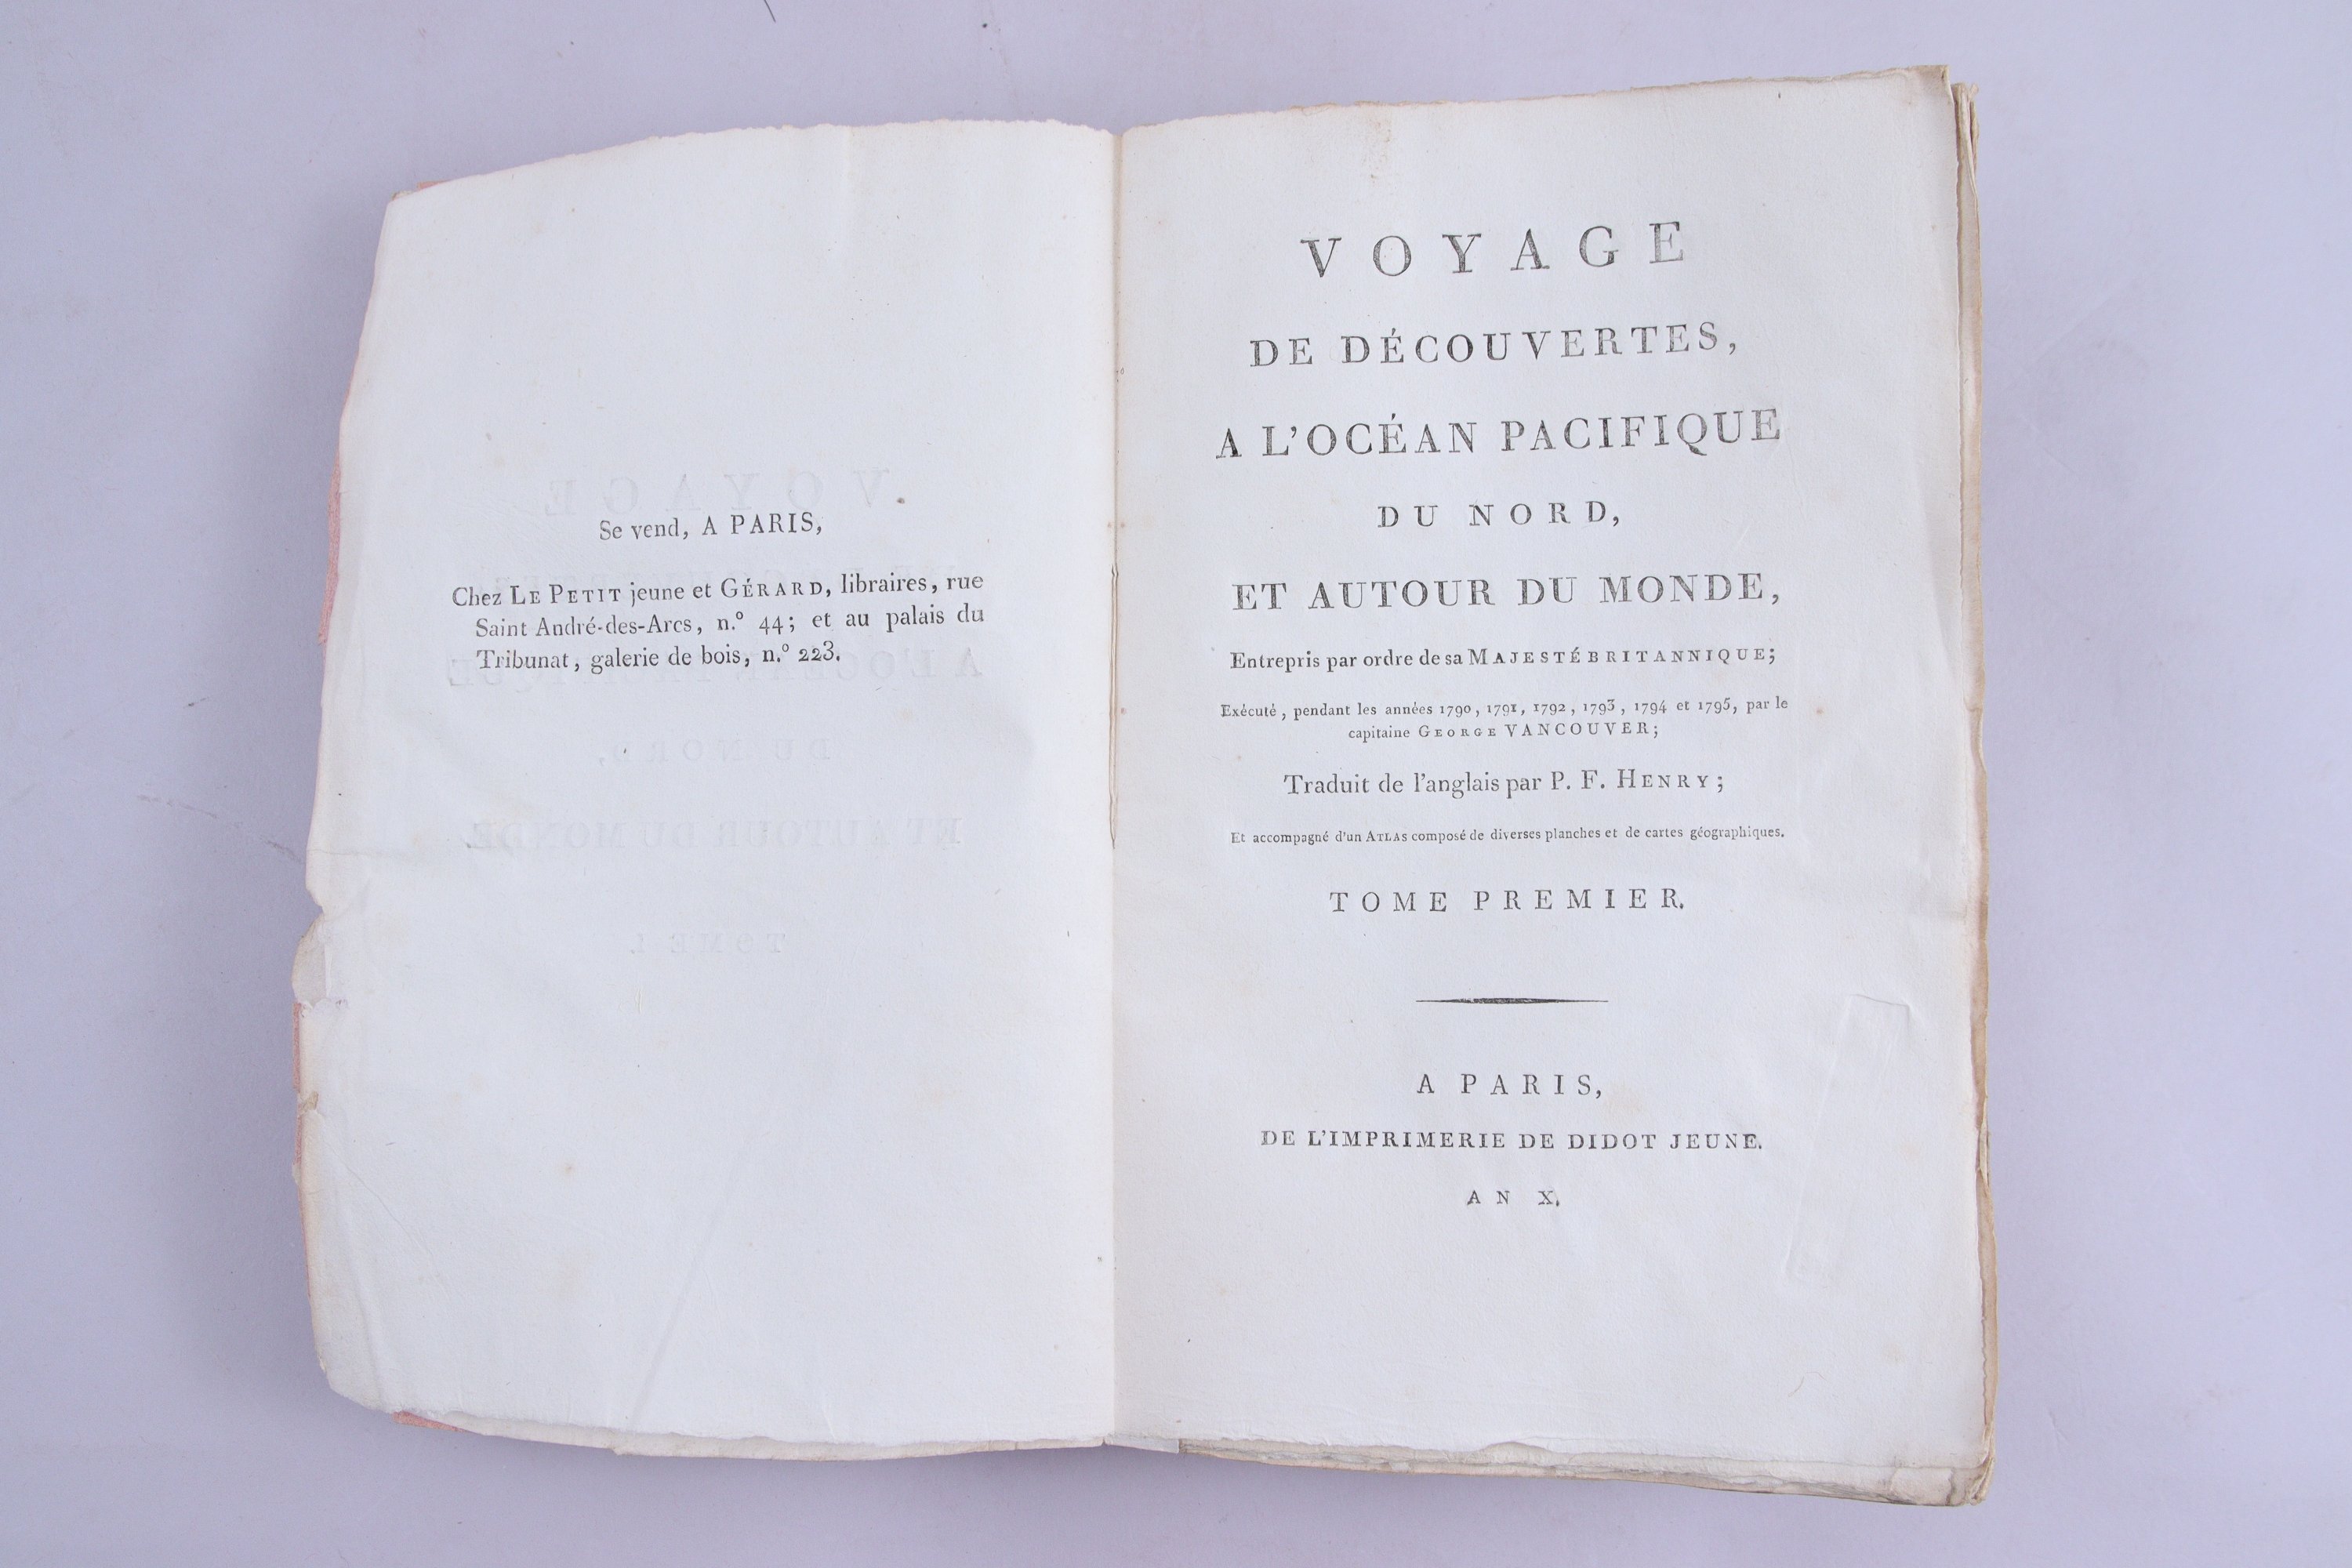 Se vend, A PARIS,
Chez LE PETIT jeune et GÉRARD, libraires, rue
Saint André-des-Arcs, n.º 44; et au palais du
Tribunat, galerie de bois, n.º 223.
VOYAGE
DE DÉCOUVERTES,
A L'OCÉAN PACIFIQUE
DU NORD,
ET AUTOUR DU MONDE,
Entrepris par ordre de sa MAJESTÉ BRITANNIQUE;
Exécuté, pendant les années 1790, 1791, 1792, 1793, 1794 et 1795, par le
capitaine GEORGE VANCOUVER;
Traduit de l'anglais par P. F. HENRY;
Et accompagné d'un ATLAS composé de diverses planches et de cartes géographiques.
TOME PREMIER.
A PARIS,
DE L'IMPRIMERIE DE DIDOT JEUNE.
AN X.